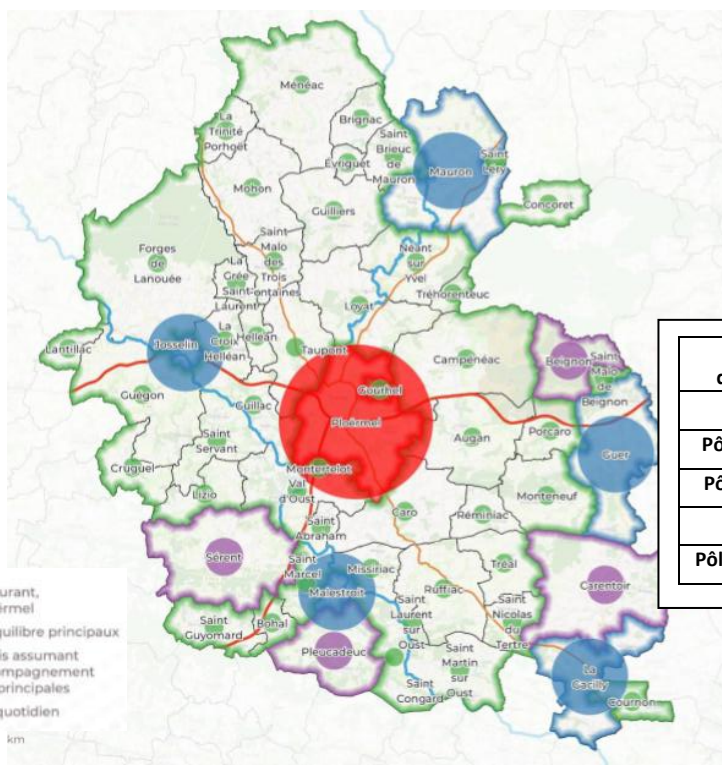 Ménéac
La
Trinité
Porhoët
Brignac
Saint
Brieuc
de
Mauron
Évriguet
Mauron
Saint
Léry
Concoret
Mohon
Guilliers
Forges
de
Lanouée
Saint
Malo
des
Trois
Fontaines
La
Grée
Saint
Laurent
Néant
sur
Yvel
Tréhorenteuc
Loyat
Josselin
La
Croix
Helléan
Helléan
Taupont
Lantillac
Campénéac
Beignon
Saint
Malo
de
Beignon
Gourhel
Guégon
Guillac
Ploërmel
Augan
Porcaro
Guer
Saint
Servant
Cruguel
Lizio
Montertelot
Val
d'Oust
Monteneuf
Caro
Réminiac
Saint
Abraham
Sérent
Saint
Marcel
Missiriac
Malestroit
Ruffiac
Tréal
Carentoir
Saint
Laurent
sur
Oust
Saint
Nicolas
du
Tertre
Saint
Guyomard
Bohal
Pleucadeuc
Saint
Martin
sur
Oust
Saint
Congard
La
Gacilly
Cournon
urant,
ërmel
quilibre principaux
is assumant
ompagnement
principales
quotidien
km
Pô
Pô
Pôl